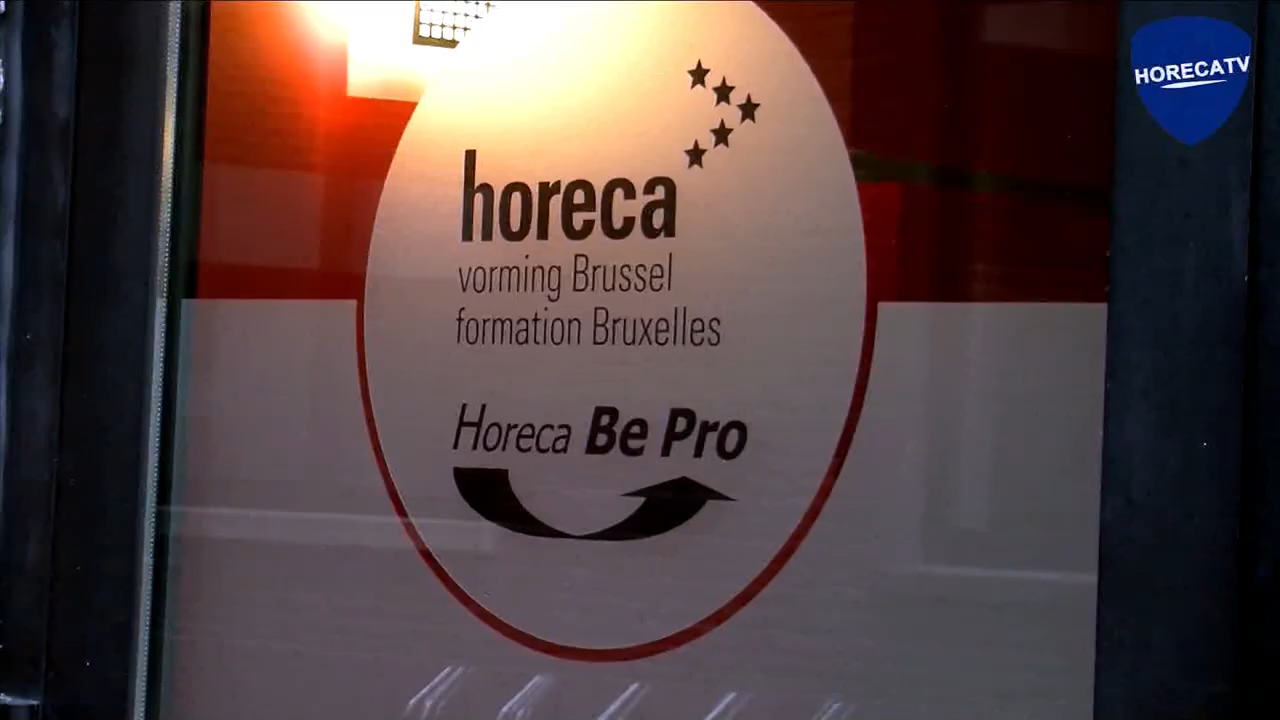 HORECATV
horeca
vorming Brussel
formation Bruxelles
Horeca Be Pro